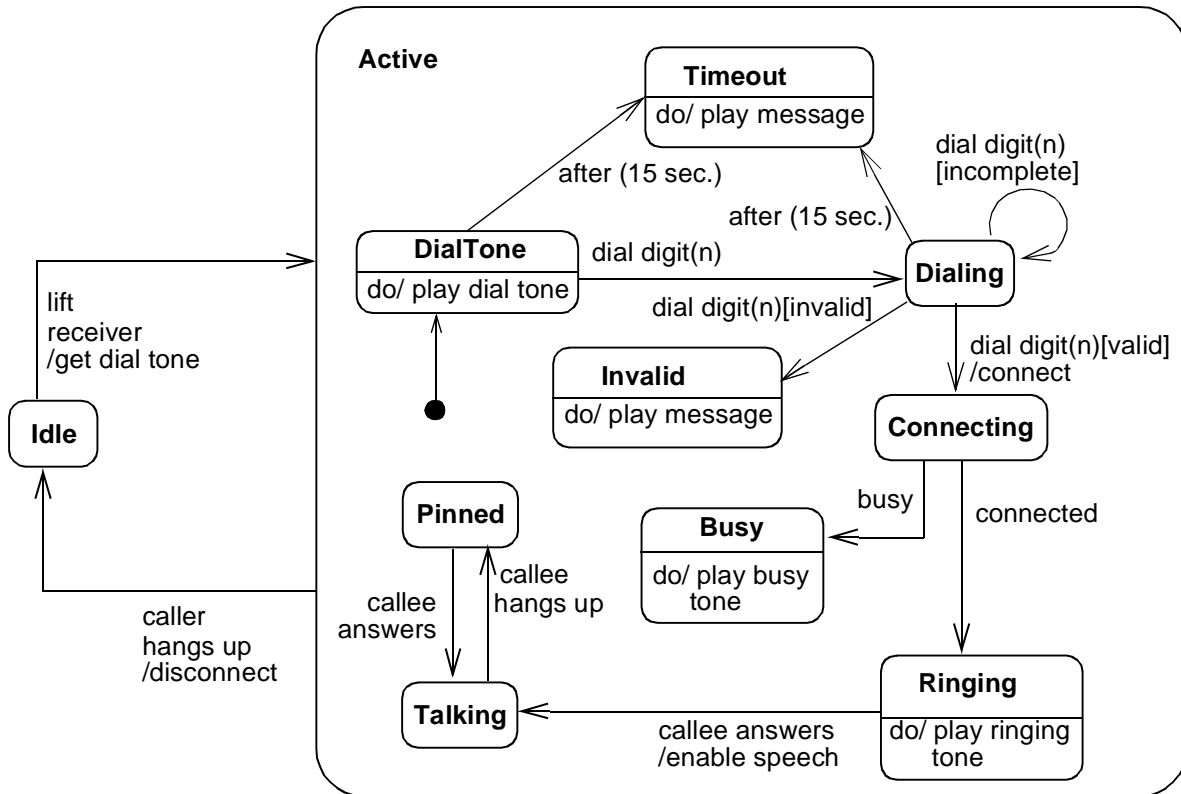 Active
Timeout
do/ play message
dial digit(n)
[incomplete]
after (15 sec.)
after (15 sec.)
DialTone
do/ play dial tone
dial digit(n)
Dialing
lift
receiver
/get dial tone
dial digit(n)[invalid]
dial digit(n)[valid]
/connect
Invalid
do/ play message
Idle
Connecting
Pinned
busy
connected
Busy
do/ play busy
tone
callee
hangs up
callee
answers
caller
hangs up
/disconnect
Talking
callee answers
/enable speech
Ringing
do/ play ringing
tone